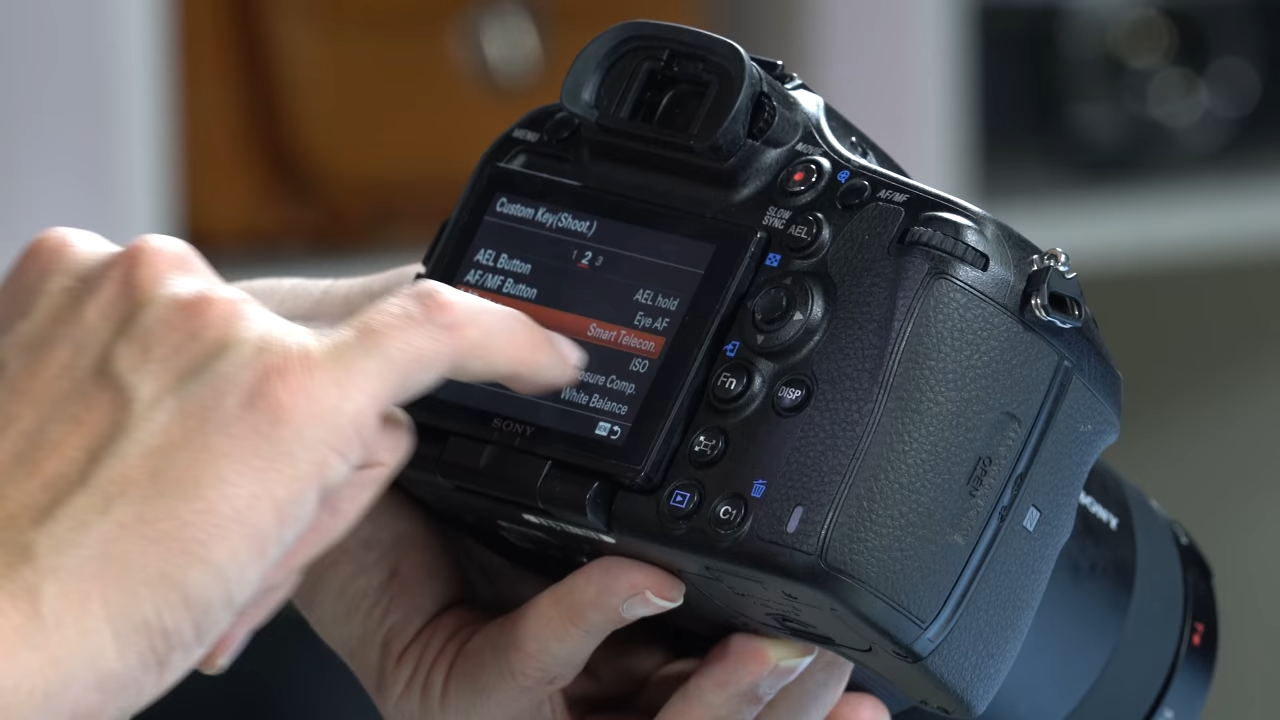 MENU
MOVIE
AF/MF
SLOW
SYNC
AEL
Custom Key(Shoot.)
1 2 3
AEL Button
AEL hold
AF/MF Button
Eye AF
Smart Telecon.
ISO
White Balance
SONY
Fn
DISP
C1
OPEN